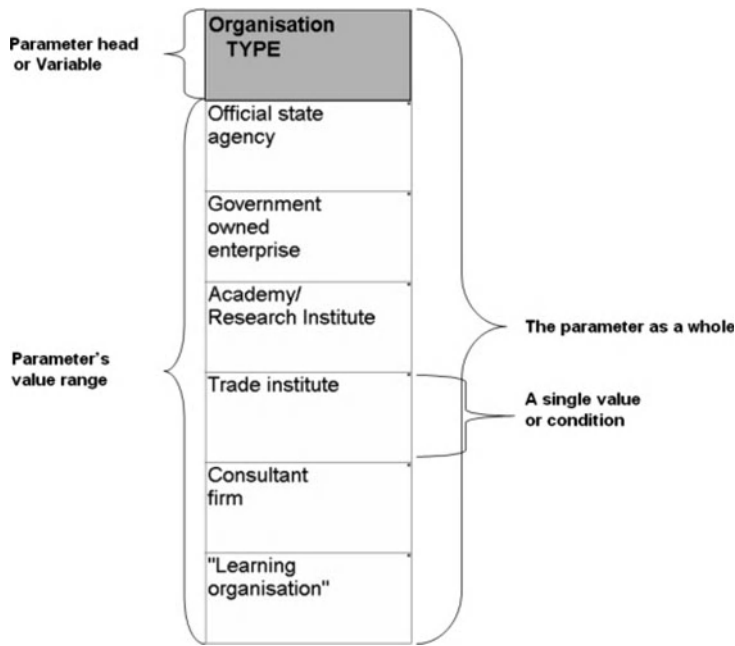 Parameter head
or Variable
Organisation
TYPE
Official state
agency
Government
owned
enterprise
Academy/
Research Institute
The parameter as a whole
Parameter's
value range
Trade institute
A single value
or condition
Consultant
firm
"Learning
organisation"